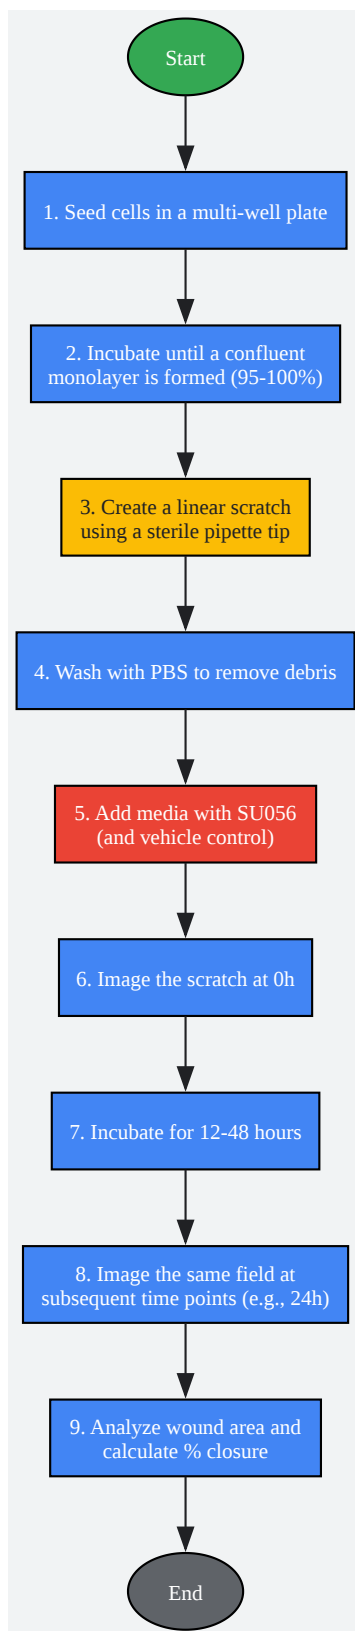 Start
1. Seed cells in a multi-well plate
2. Incubate until a confluent
monolayer is formed (95-100%)
3. Create a linear scratch
using a sterile pipette tip
4. Wash with PBS to remove debris
5. Add media with SU056
(and vehicle control)
6. Image the scratch at 0h
7. Incubate for 12-48 hours
8. Image the same field at
subsequent time points (e.g., 24h)
9. Analyze wound area and
calculate % closure
End